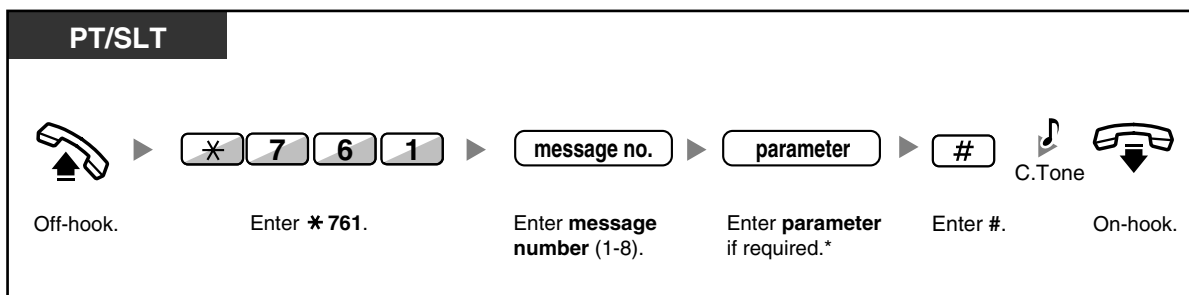 PT/SLT
* 7 6 1
message no.
parameter
#
C.Tone
Off-hook.
Enter * 761.
Enter message
number (1-8).
Enter parameter
if required.*
Enter #.
On-hook.